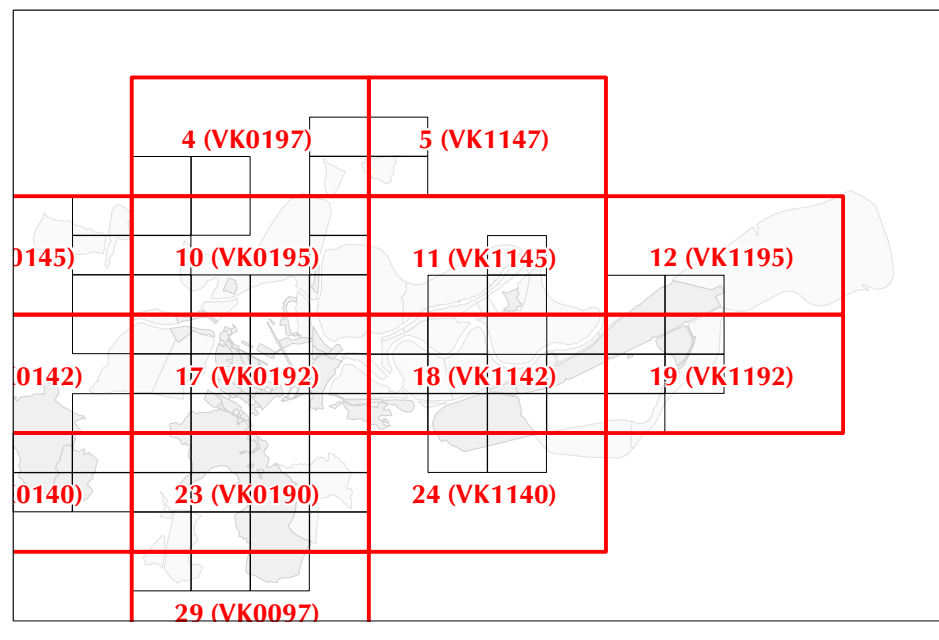 4 (VK0197) 5 (VK1147)
0145) 10 (VK0195) 11 (VK1145) 12 (VK1195)
0142) 17 (VK0192) 18 (VK1142) 19 (VK1192)
0140) 23 (VK0190) 24 (VK1140)
29 (VK0097)